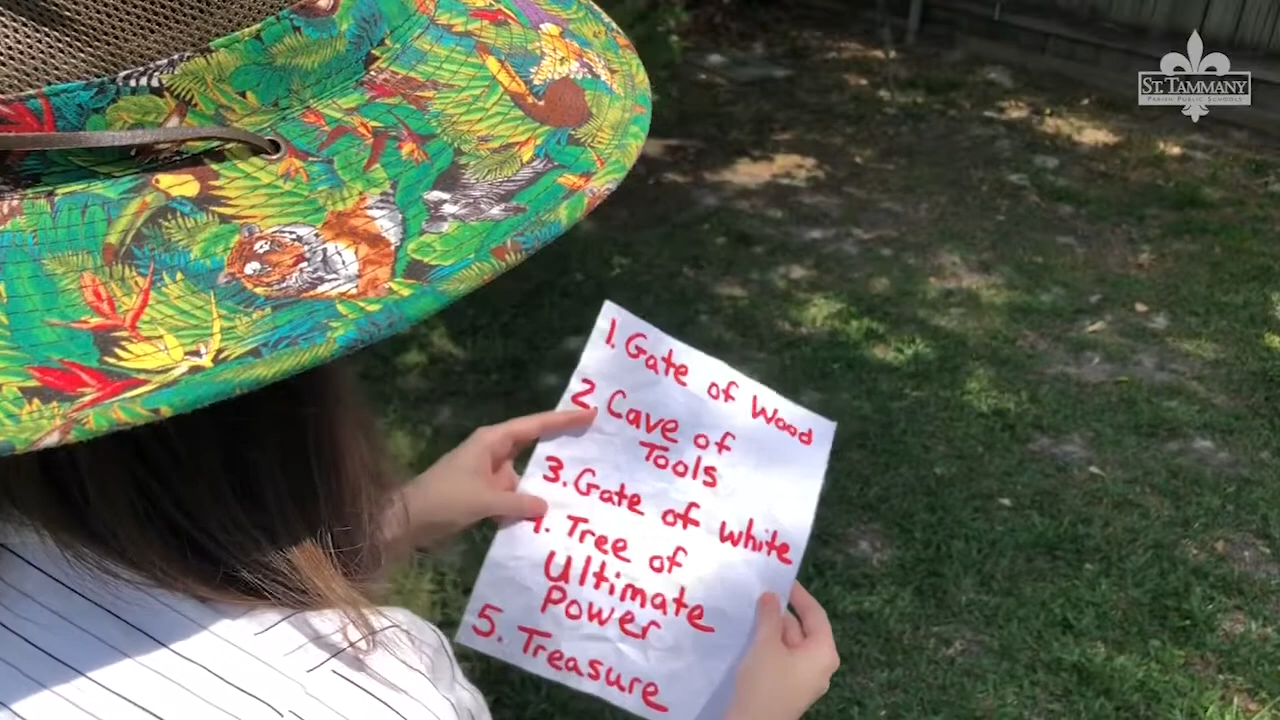 ST. TAMMANY
PARISH PUBLIC SCHOOLS
1. Gate of Wood
2 Cave of
Tools
3. Gate of white
4. Tree of
Ultimate
Power
5. Treasure